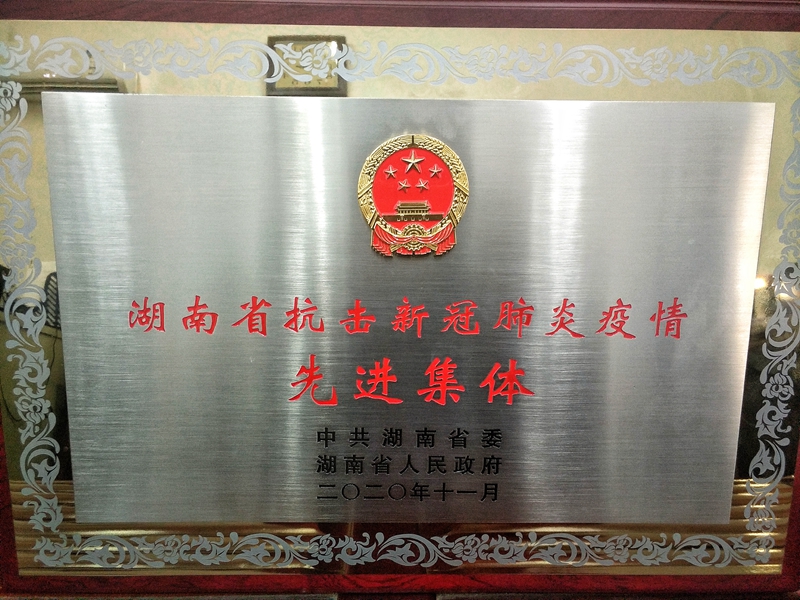 湖南省抗击新冠肺炎疫情
先进集体
中共湖南省委
湖南省人民政府
二〇二〇年十一月